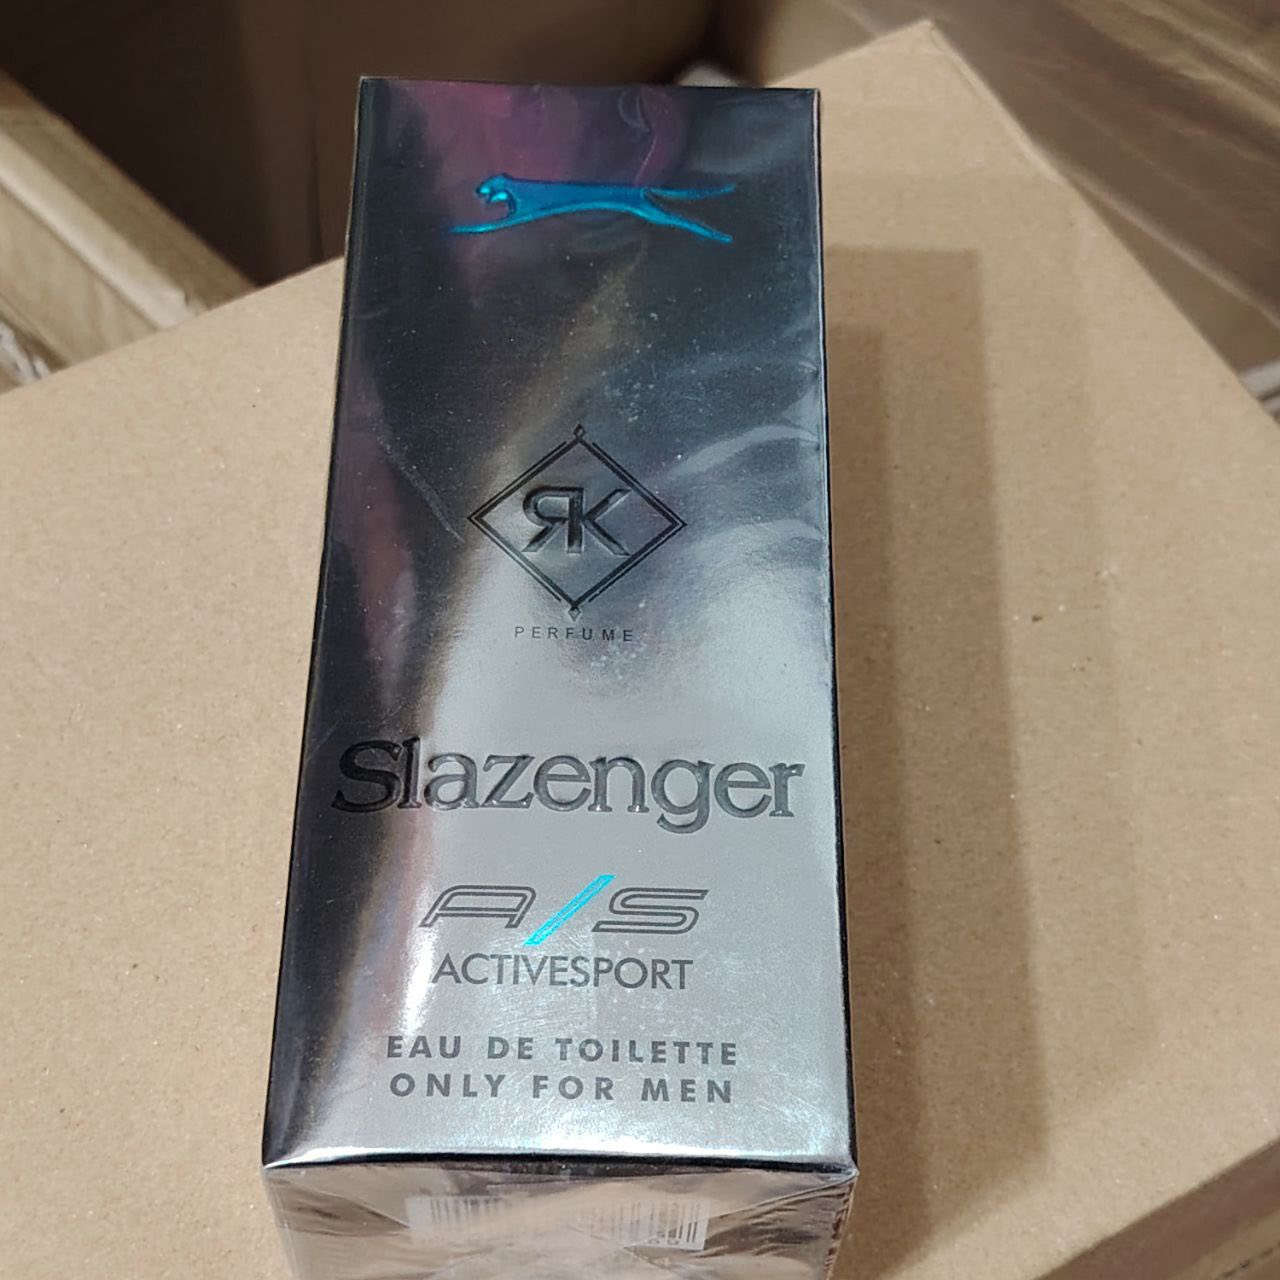 RK
PERFUME
Slazenger
A/S
ACTIVESPORT
EAU DE TOILETTE
ONLY FOR MEN